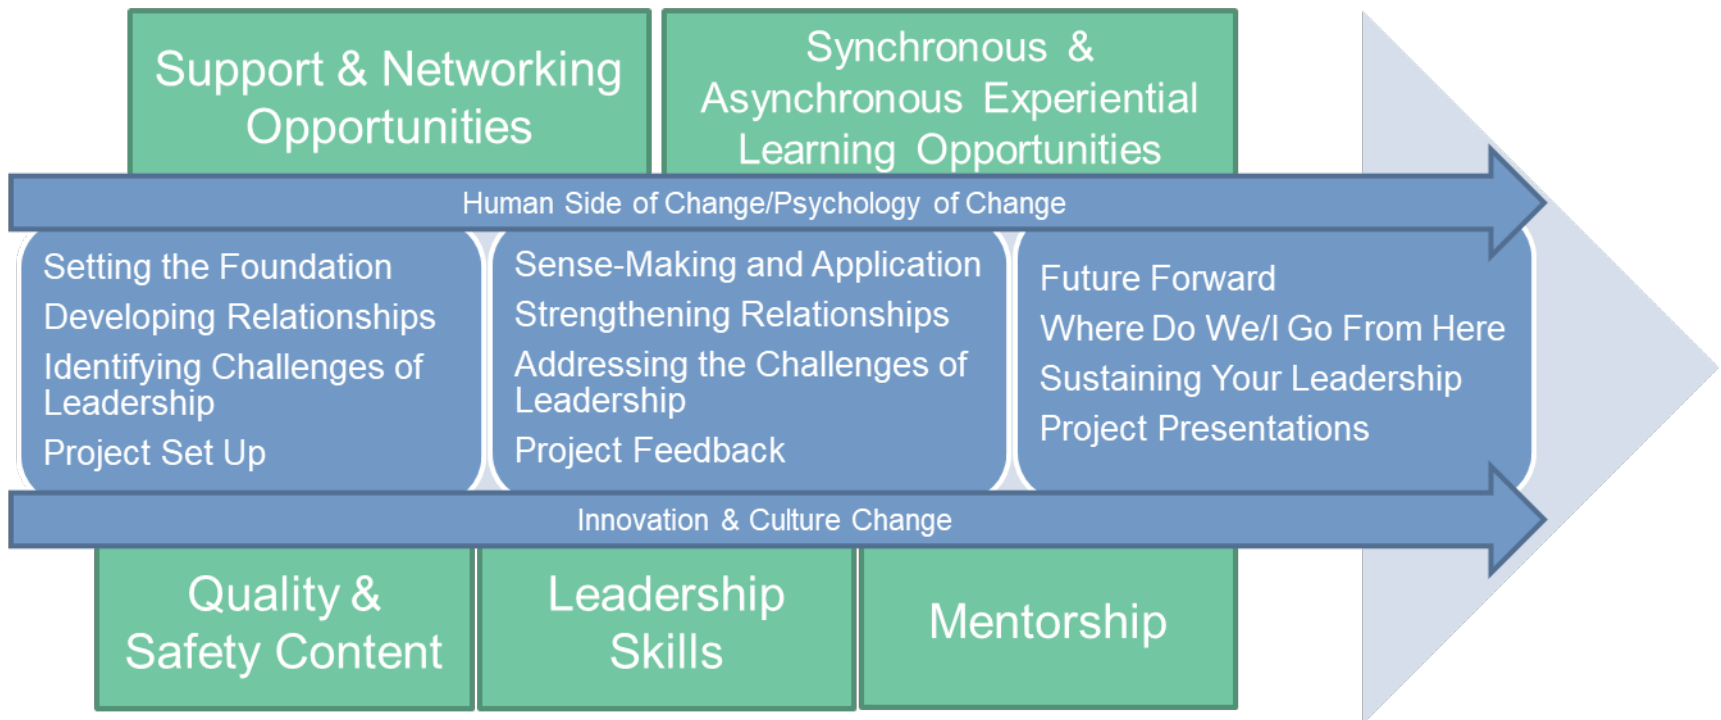 Support & Networking
Opportunities
Synchronous &
Asynchronous Experiential
Learning Opportunities
Human Side of Change/Psychology of Change
Setting the Foundation
Developing Relationships
Identifying Challenges of
Leadership
Project Set Up
Sense-Making and Application
Strengthening Relationships
Addressing the Challenges of
Leadership
Project Feedback
Future Forward
Where Do We/I Go From Here
Sustaining Your Leadership
Project Presentations
Innovation & Culture Change
Quality &
Safety Content
Leadership
Skills
Mentorship